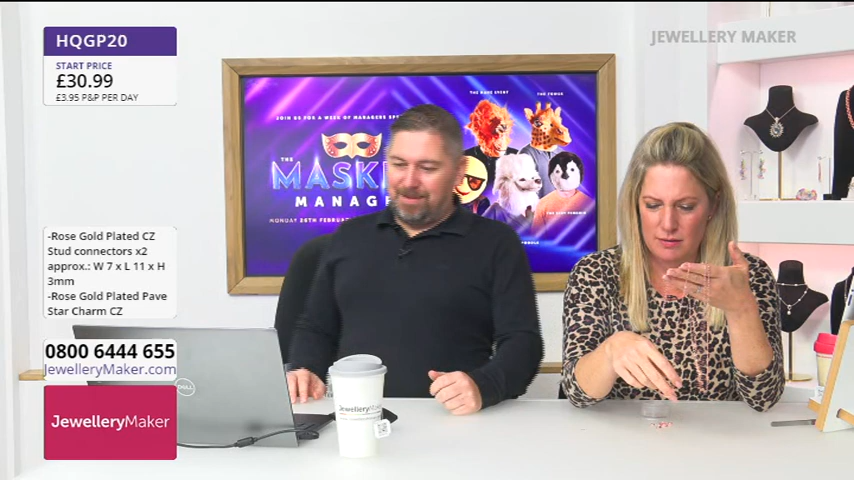 HQGP20
START PRICE
£30.99
£3.95 P&P PER DAY
JEWELLERY MAKER
JOIN US FOR A WEEK OF MANAGERS
THE
MASK
MANAGER
MONDAY 26TH FEBRUARY
-Rose Gold Plated CZ
Stud connectors x2
approx.: W 7 x L 11 x H
3mm
-Rose Gold Plated Pave
Star Charm CZ
0800 6444 655
JewelleryMaker.com
JewelleryMaker
DELL
JewelleryMaker